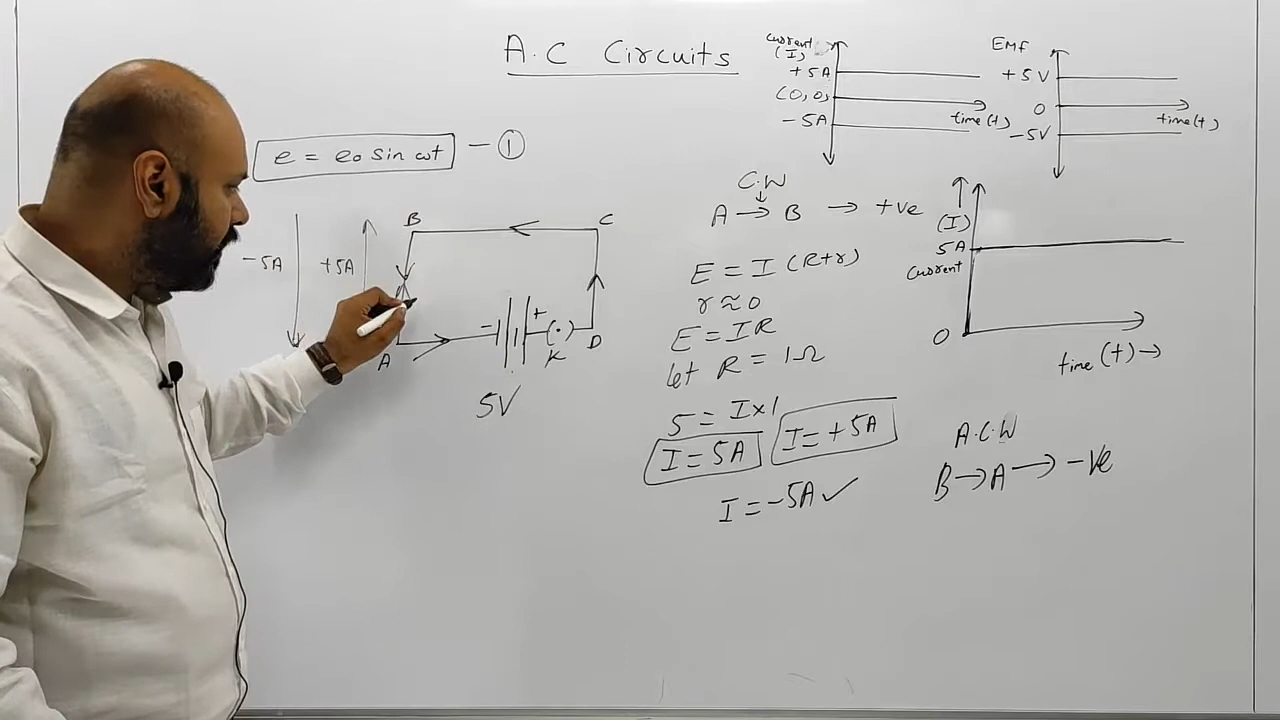 A.C Circuits
e = e₀ sin ωt — ①
-5A
+5A
B
C
A
D
-
+
(·)
K
5V
Current
(I)
+5A
(0,0)
-5A
time(t)
EMf
+5V
0
-5V
time(t)
C.W
A → B → +ve
E = I (R+r)
r ≈ 0
E = IR
let R = 1Ω
5 = I×1
I = 5A
I = +5A
I = -5A ✓
(I)
5A
Current
0
time (t) →
A.C.W
B → A → -ve